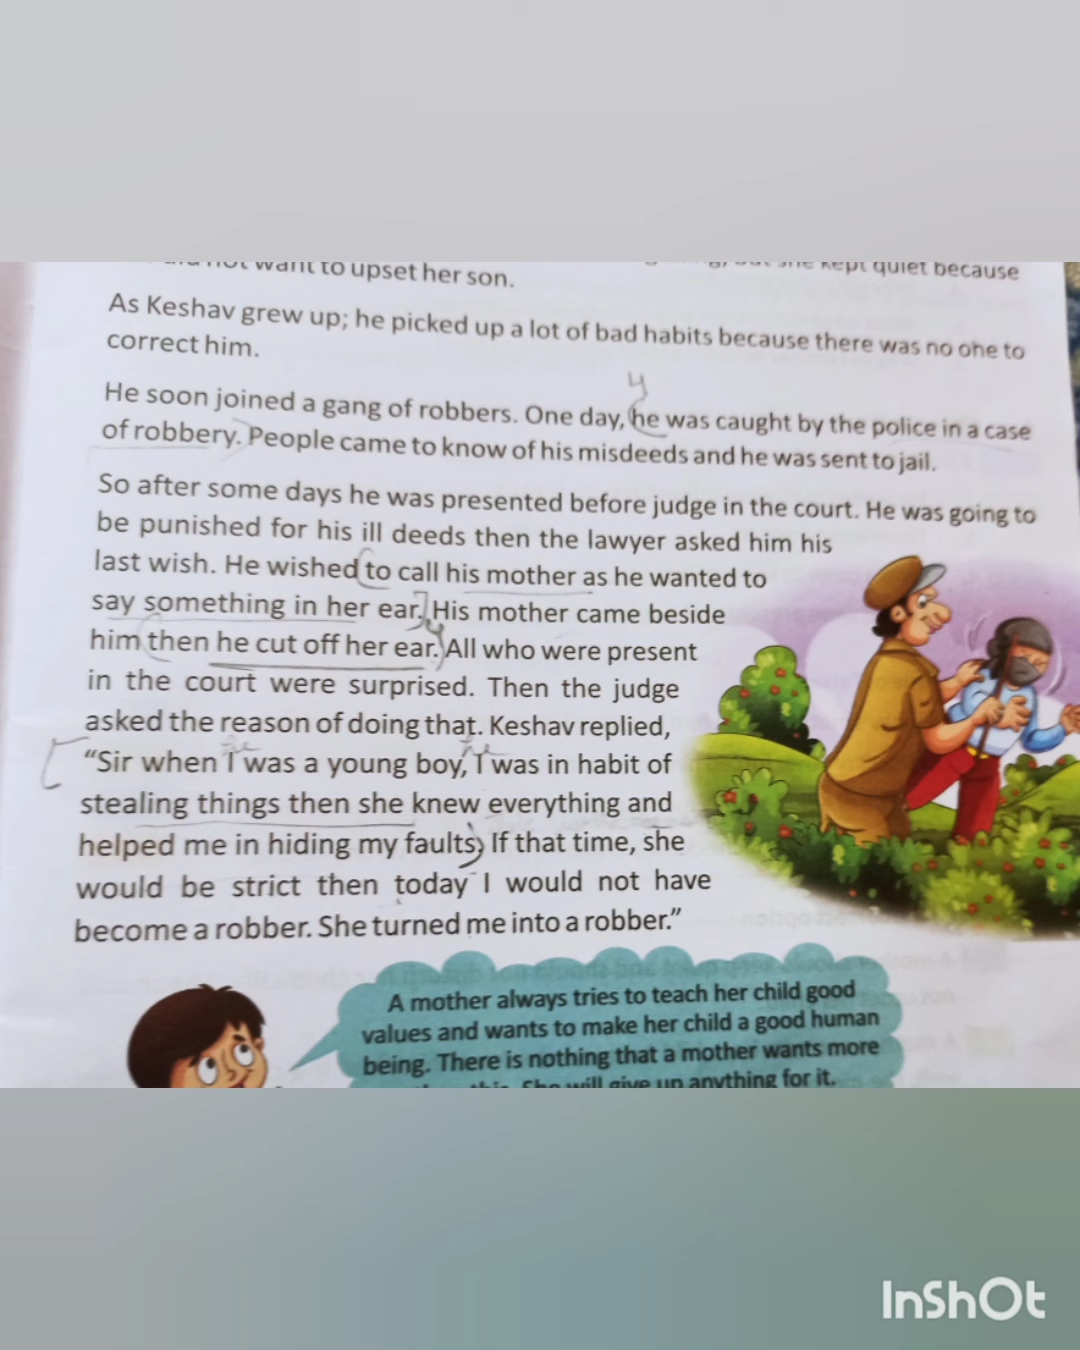 not want to upset her son.
kept quiet because
As Keshav grew up; he picked up a lot of bad habits because there was no one to
correct him.
y
He soon joined a gang of robbers. One day, he was caught by the police in a case
of robbery. People came to know of his misdeeds and he was sent to jail.
So after some days he was presented before judge in the court. He was going to
be punished for his ill deeds then the lawyer asked him his
last wish. He wished to call his mother as he wanted to
say something in her ear. His mother came beside
him then he cut off her ear. All who were present
in the court were surprised. Then the judge
asked the reason of doing that. Keshav replied,
he he
"Sir when I was a young boy, I was in habit of
stealing things then she knew everything and
helped me in hiding my faults. If that time, she
would be strict then today I would not have
become a robber. She turned me into a robber."
A mother always tries to teach her child good
values and wants to make her child a good human
being. There is nothing that a mother wants more
this. She will give up anything for it.
InShOt